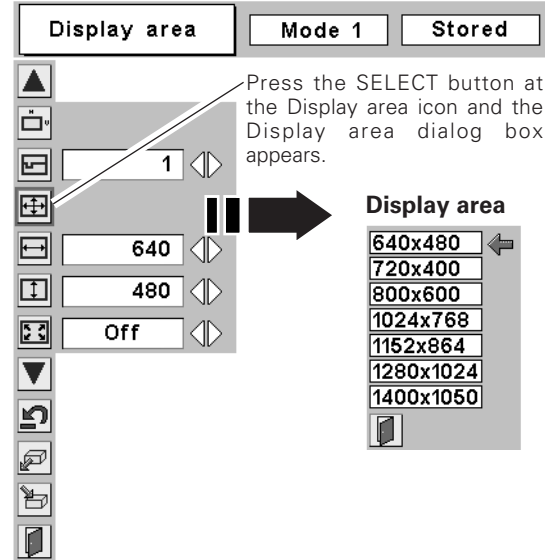 Display area
Mode 1
Stored
Press the SELECT button at
the Display area icon and the
Display area dialog box
appears.
H
V
1
640
480
Off
Display area
640x480
720x400
800x600
1024x768
1152x864
1280x1024
1400x1050